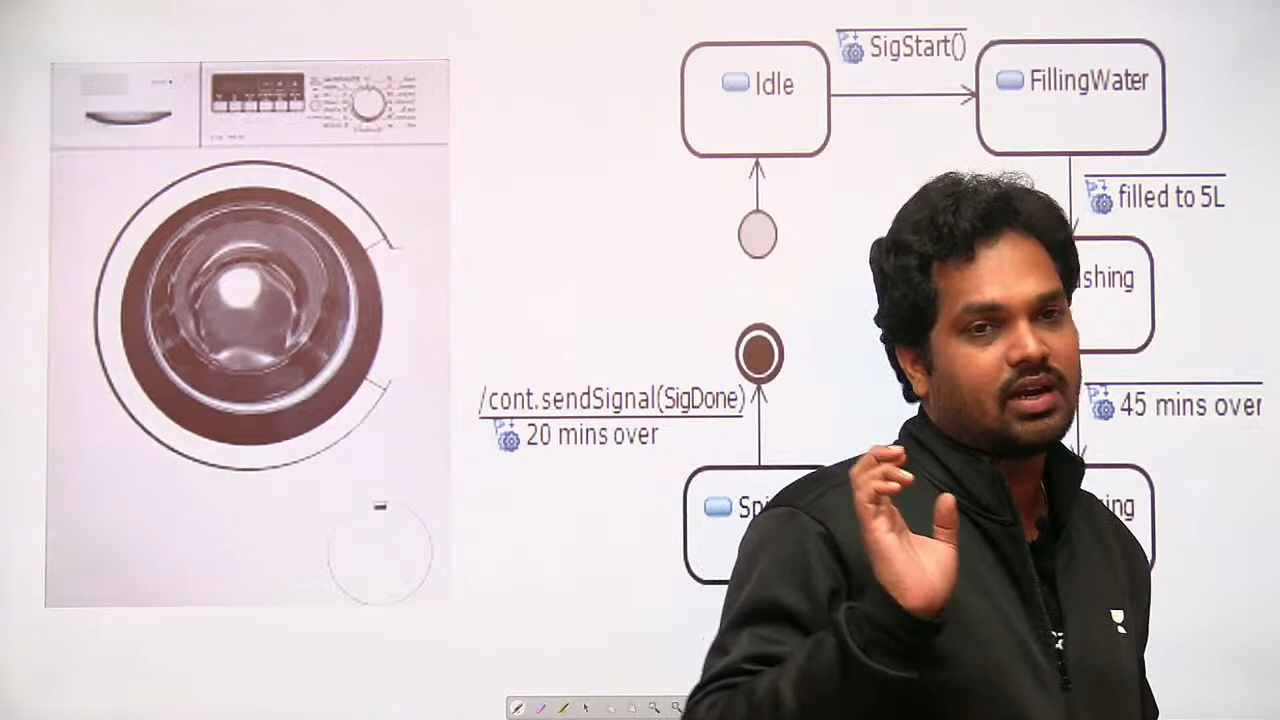 SigStart()
Idle
FillingWater
filled to 5L
shing
/cont.sendSignal(SigDone)
20 mins over
45 mins over
Spi
ing